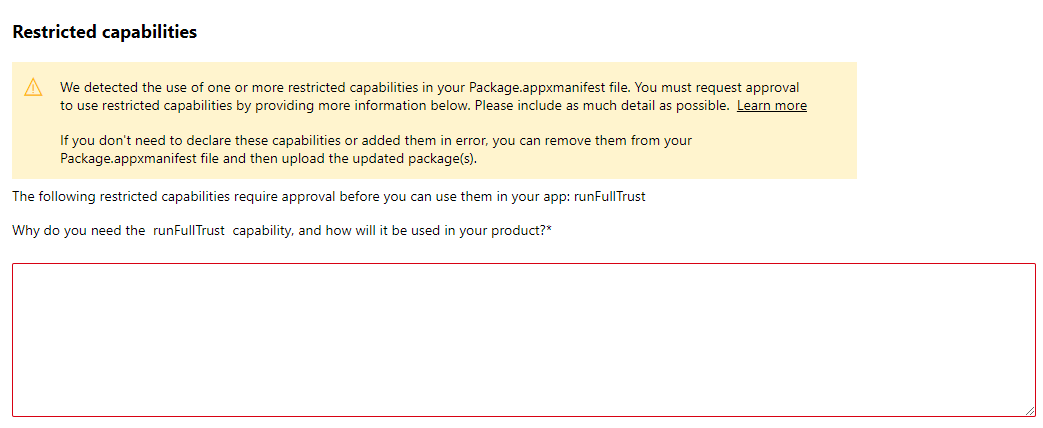 Restricted capabilities
We detected the use of one or more restricted capabilities in your Package.appxmanifest file. You must request approval
to use restricted capabilities by providing more information below. Please include as much detail as possible. Learn more
If you don't need to declare these capabilities or added them in error, you can remove them from your
Package.appxmanifest file and then upload the updated package(s).
The following restricted capabilities require approval before you can use them in your app: runFullTrust
Why do you need the runFullTrust capability, and how will it be used in your product?*